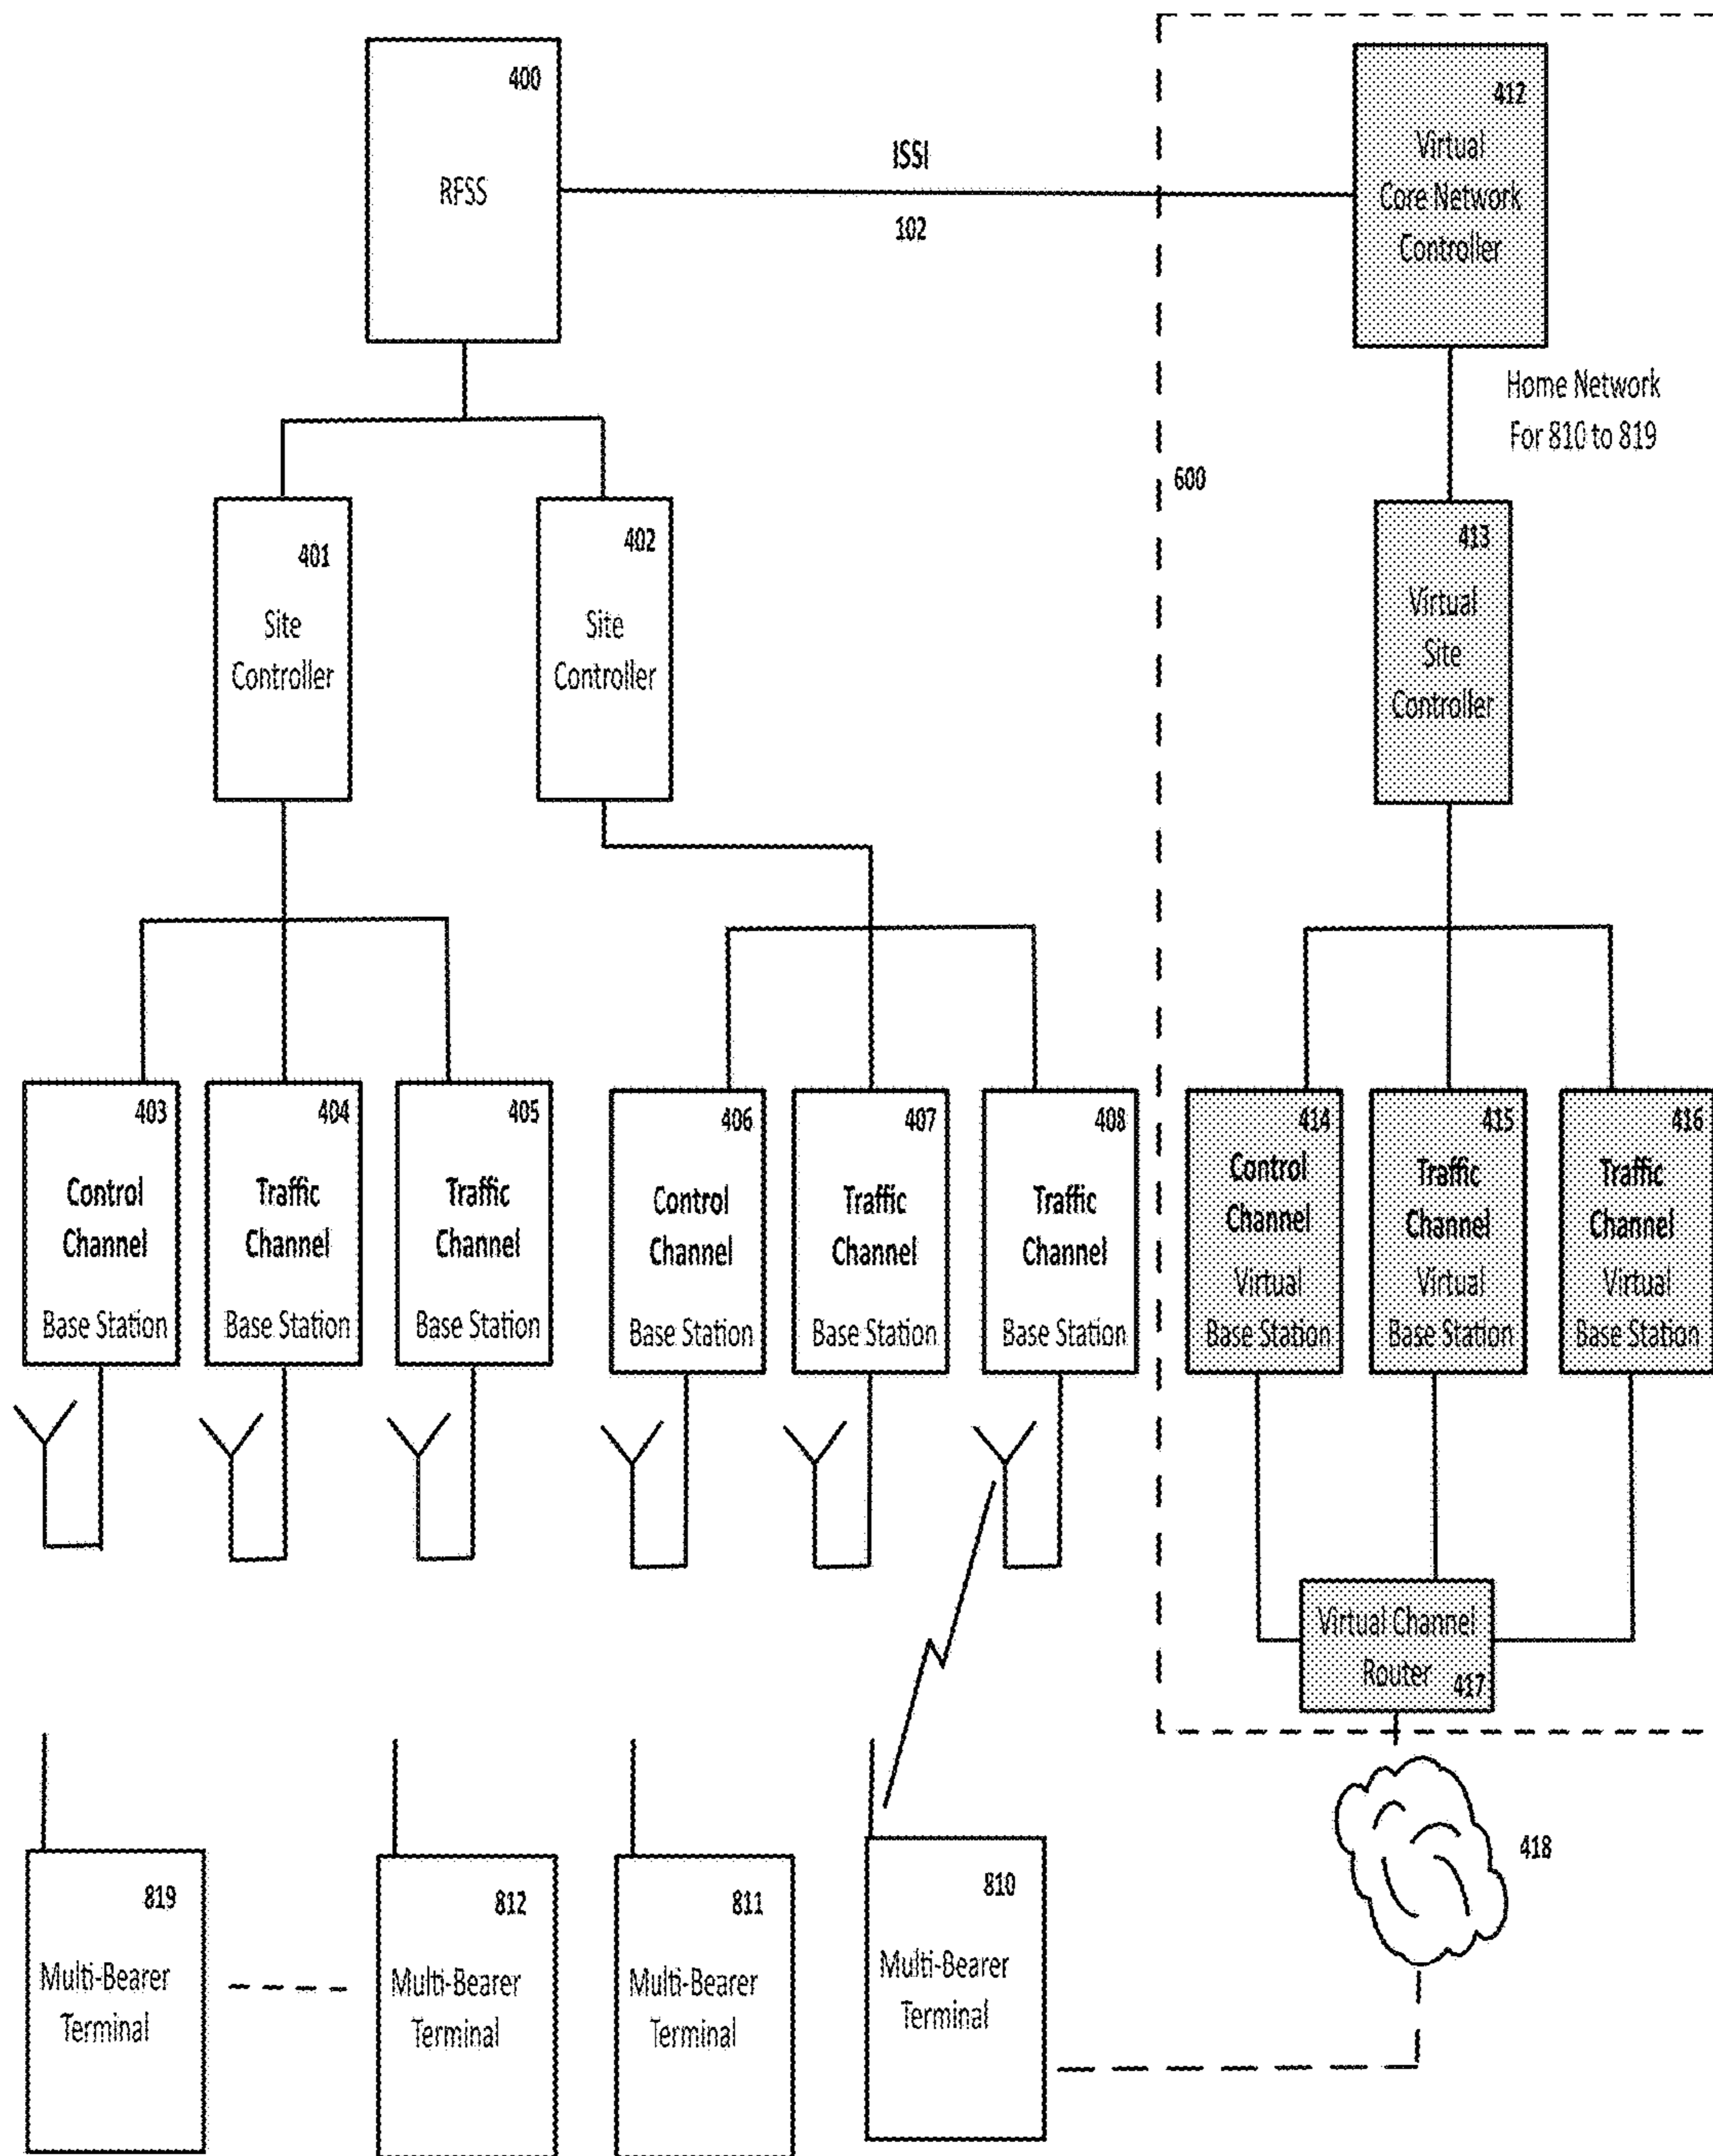 400
RFSS
ISSI
102
412
Virtual
Core Network
Controller
Home Network
For 810 to 819
600
401
Site
Controller
402
Site
Controller
413
Virtual
Site
Controller
403
Control
Channel
Base Station
404
Traffic
Channel
Base Station
405
Traffic
Channel
Base Station
406
Control
Channel
Base Station
407
Traffic
Channel
Base Station
408
Traffic
Channel
Base Station
414
Control
Channel
Virtual
Base Station
415
Traffic
Channel
Virtual
Base Station
416
Traffic
Channel
Virtual
Base Station
Virtual Channel
Router 417
418
819
Multi-Bearer
Terminal
812
Multi-Bearer
Terminal
811
Multi-Bearer
Terminal
810
Multi-Bearer
Terminal